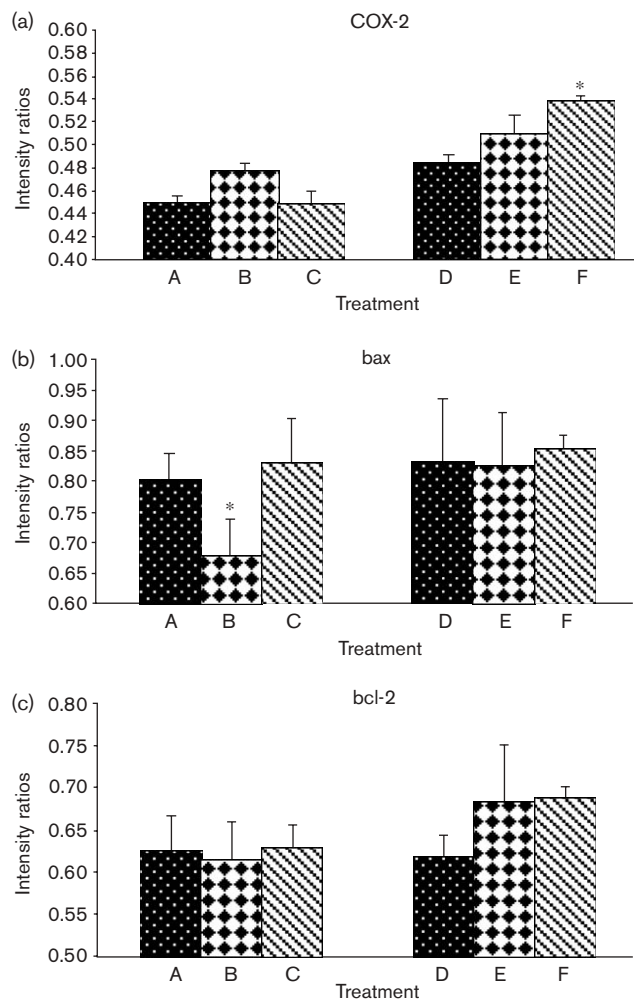 (a)
COX-2
Intensity ratios
0.60
0.58
0.56
0.54
0.52
0.50
0.48
0.46
0.44
0.42
0.40
*
A B C D E F
Treatment
(b)
bax
Intensity ratios
1.00
0.95
0.90
0.85
0.80
0.75
0.70
0.65
0.60
*
A B C D E F
Treatment
(c)
bcl-2
Intensity ratios
0.80
0.75
0.70
0.65
0.60
0.55
0.50
A B C D E F
Treatment